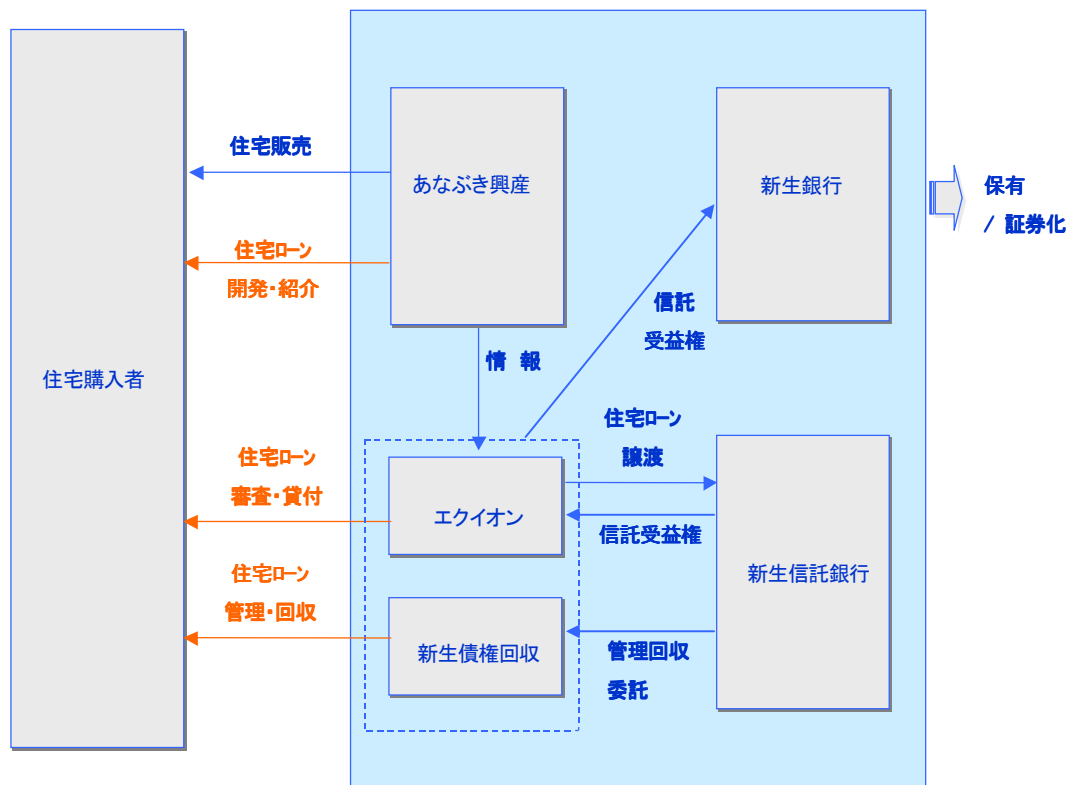 住宅販売
あなぶき興産
新生銀行
保有
/ 証券化
住宅ローン
開発・紹介
信託
受益権
情 報
住宅購入者
住宅ローン
譲渡
住宅ローン
審査・貸付
エクイオン
信託受益権
新生信託銀行
住宅ローン
管理・回収
新生債権回収
管理回収
委託